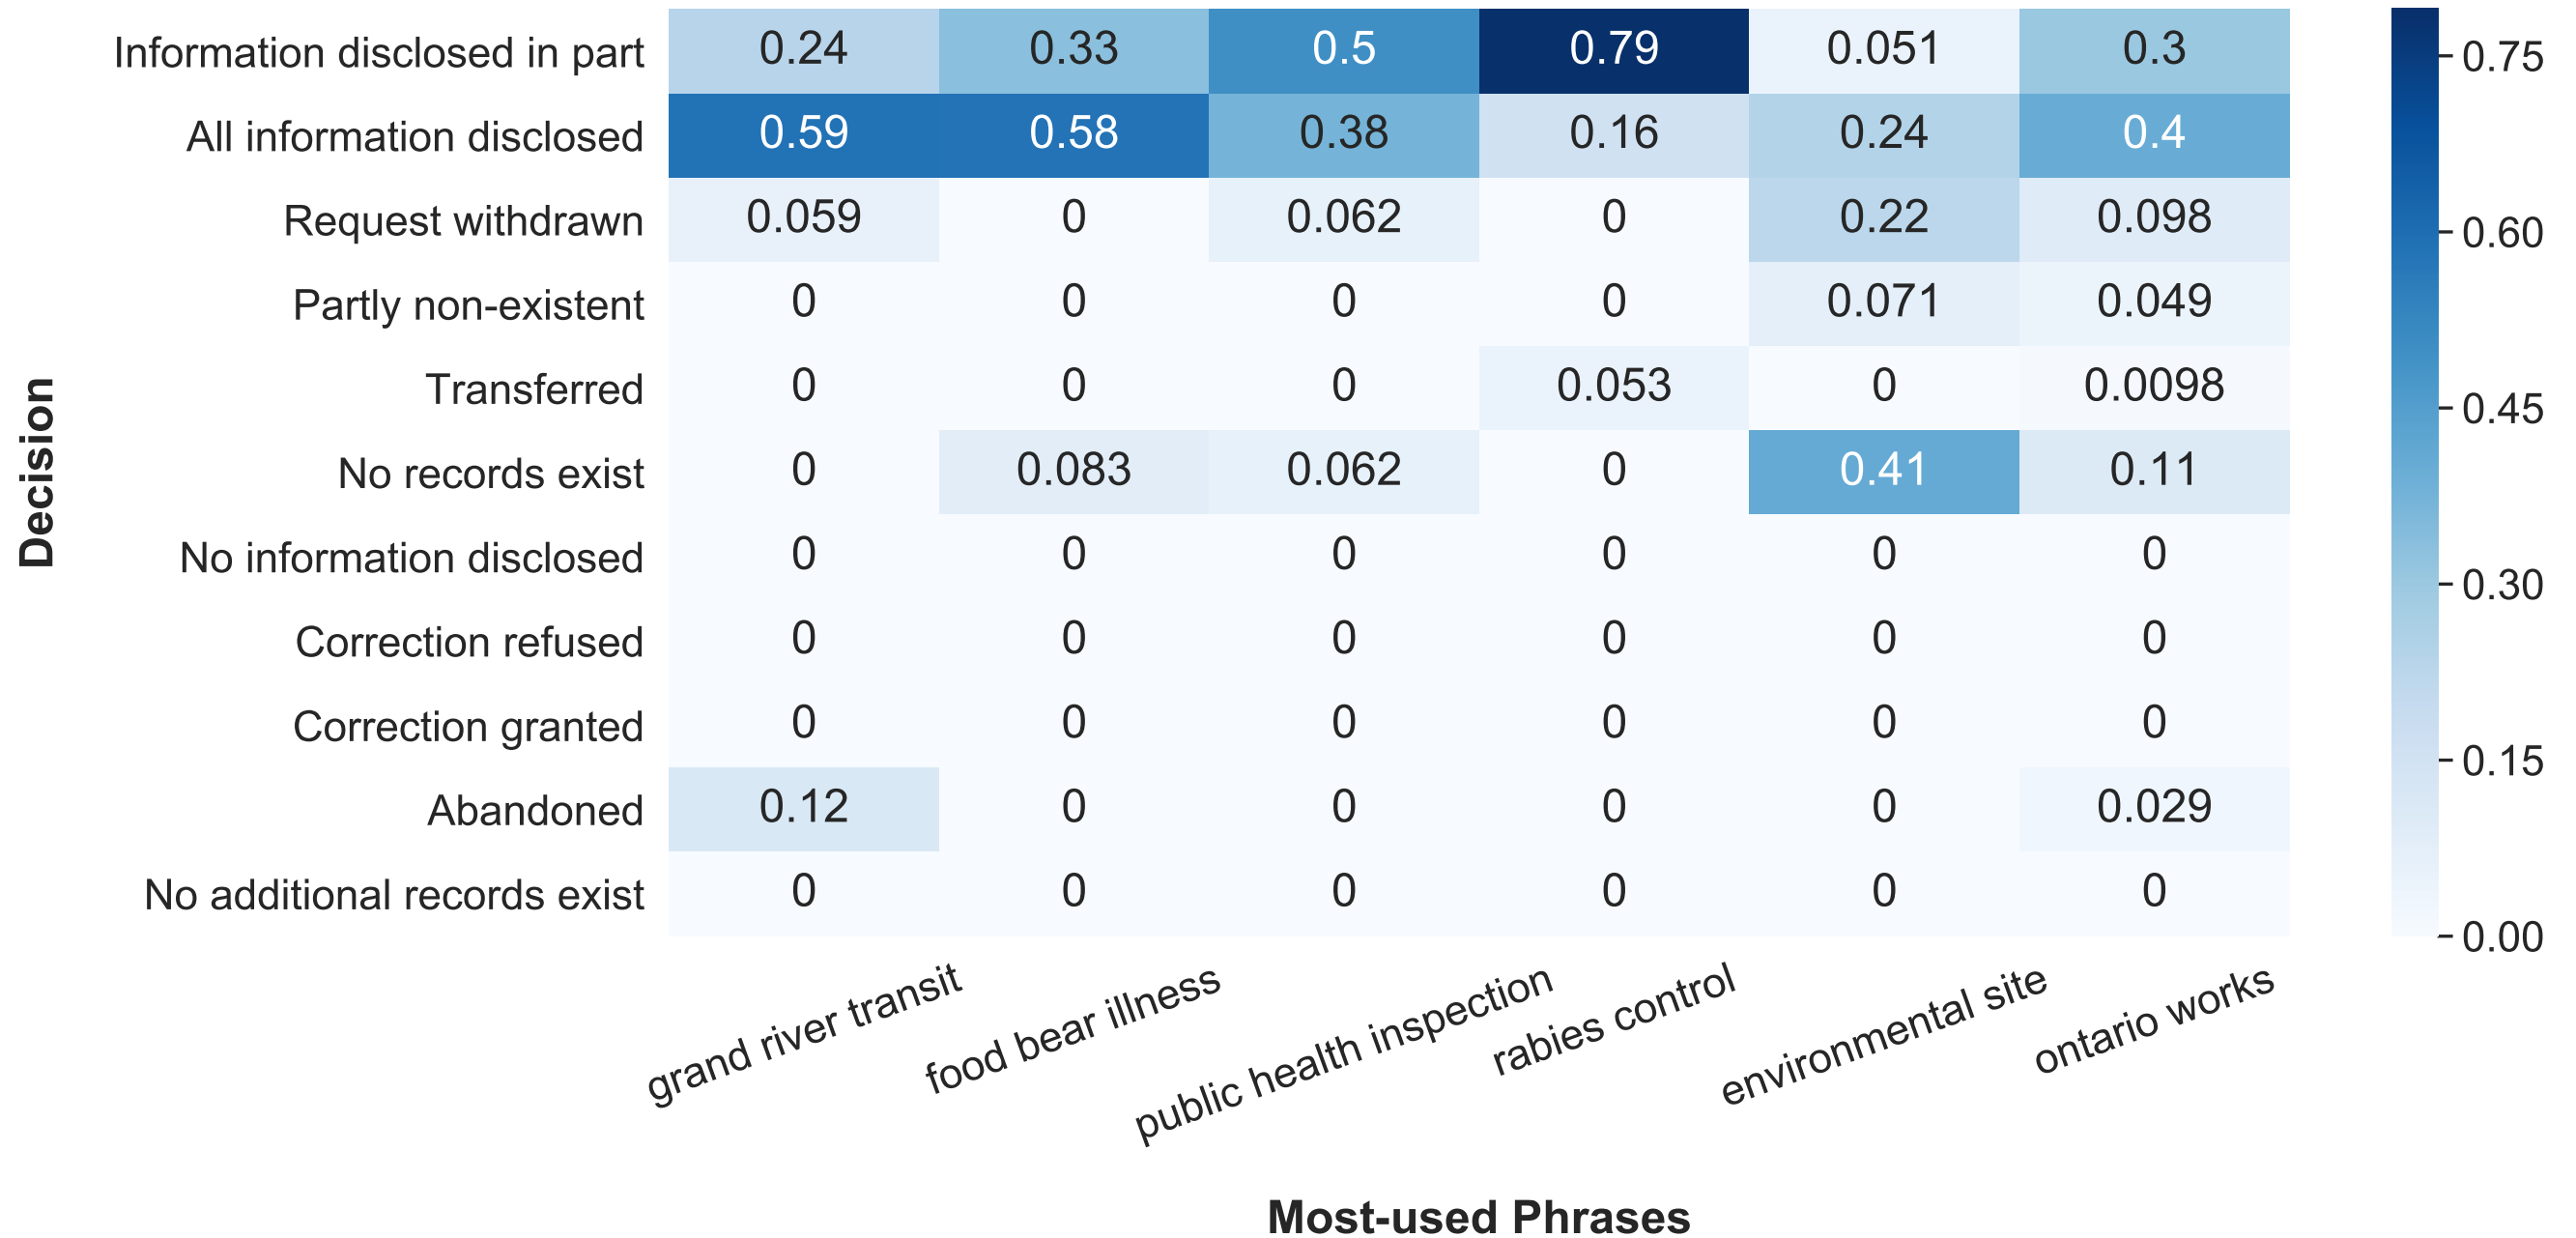 Information disclosed in part 0.24 0.33 0.5 0.79 0.051 0.3
All information disclosed 0.59 0.58 0.38 0.16 0.24 0.4
Request withdrawn 0.059 0 0.062 0 0.22 0.098
Partly non-existent 0 0 0 0 0.071 0.049
Transferred 0 0 0 0.053 0 0.0098
No records exist 0 0.083 0.062 0 0.41 0.11
No information disclosed 0 0 0 0 0 0
Correction refused 0 0 0 0 0 0
Correction granted 0 0 0 0 0 0
Abandoned 0.12 0 0 0 0 0.029
No additional records exist 0 0 0 0 0 0
Decision
grand river transit
food bear illness
public health inspection
rabies control
environmental site
ontario works
Most-used Phrases
0.75
0.60
0.45
0.30
0.15
0.00